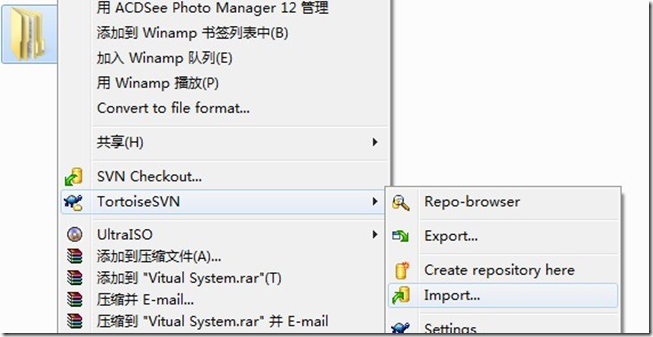 用 ACDSee Photo Manager 12 管理
添加到 Winamp 书签列表中(B)
加入 Winamp 队列(E)
用 Winamp 播放(P)
Convert to file format...
共享(H)
SVN Checkout...
TortoiseSVN
UltraISO
添加到压缩文件(A)...
添加到 "Vitual System.rar"(T)
压缩并 E-mail...
压缩到 "Vitual System.rar" 并 E-mail
Repo-browser
Export...
Create repository here
Import...
Settings